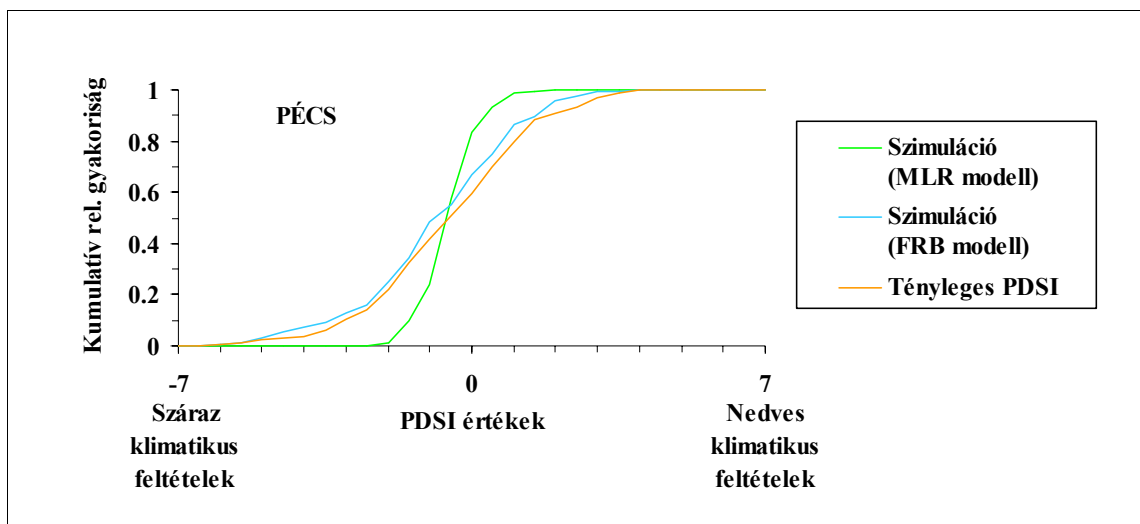 PÉCS
Kumulatív rel. gyakoriság
1
0.8
0.6
0.4
0.2
0
-7
0
7
Száraz
klimatikus
feltételek
PDSI értékek
Nedves
klimatikus
feltételek
Szimuláció
(MLR modell)
Szimuláció
(FRB modell)
Tényleges PDSI